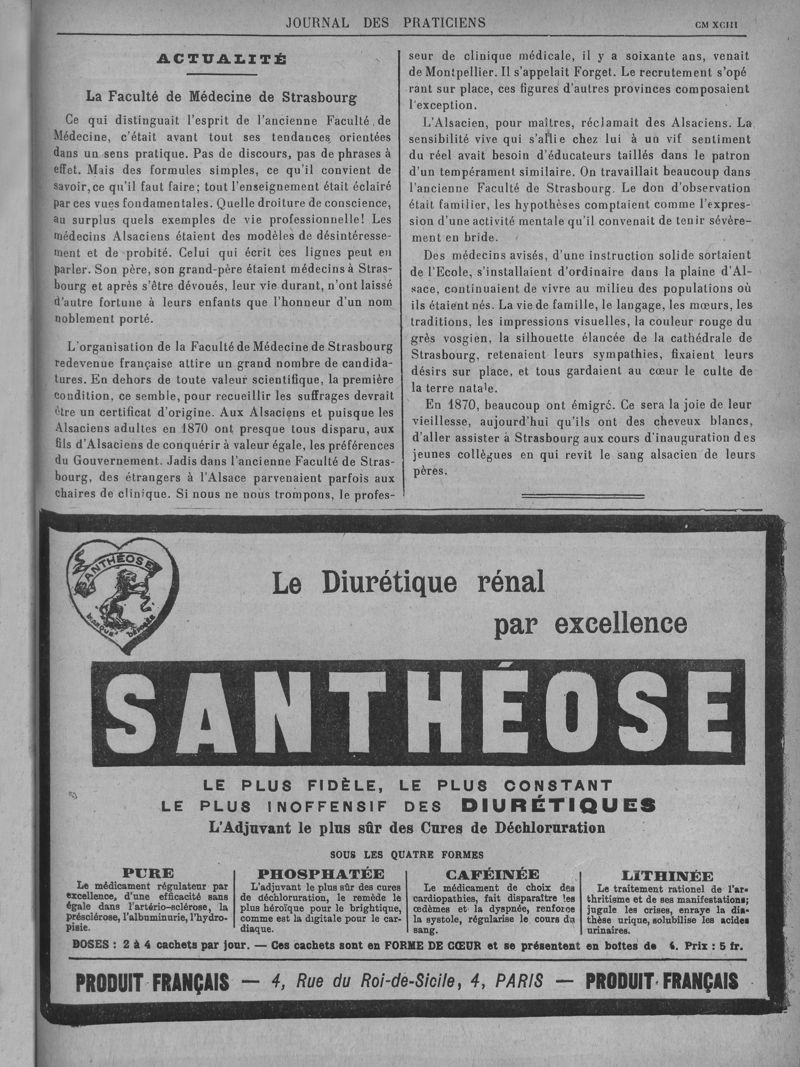 JOURNAL DES PRATICIENS
CM XCIII
ACTUALITÉ
La Faculté de Médecine de Strasbourg
Ce qui distinguait l'esprit de l'ancienne Faculté de
Médecine, c'était avant tout ses tendances orientées
dans un sens pratique. Pas de discours, pas de phrases à
effet. Mais des formules simples, ce qu'il convient de
savoir, ce qu'il faut faire; tout l'enseignement était éclairé
par ces vues fondamentales. Quelle droiture de conscience,
au surplus quels exemples de vie professionnelle! Les
médecins Alsaciens étaient des modèles de désintéresse-
ment et de probité. Celui qui écrit ces lignes peut en
parler. Son père, son grand-père étaient médecins à Stras-
bourg et après s'être dévoués, leur vie durant, n'ont laissé
d'autre fortune à leurs enfants que l'honneur d'un nom
noblement porté.
L'organisation de la Faculté de Médecine de Strasbourg
redevenue française attire un grand nombre de candida-
tures. En dehors de toute valeur scientifique, la première
condition, ce semble, pour recueillir les suffrages devrait
être un certificat d'origine. Aux Alsaciens et puisque les
Alsaciens adultes en 1870 ont presque tous disparu, aux
fils d'Alsaciens de conquérir à valeur égale, les préférences
du Gouvernement. Jadis dans l'ancienne Faculté de Stras-
bourg, des étrangers à l'Alsace parvenaient parfois aux
chaires de clinique. Si nous ne nous trompons, le profes-
seur de clinique médicale, il y a soixante ans, venait
de Montpellier. Il s'appelait Forget. Le recrutement s'opé
rant sur place, ces figures d'autres provinces composaient
l'exception.
L'Alsacien, pour maîtres, réclamait des Alsaciens. La
sensibilité vive qui s'allie chez lui à un vif sentiment
du réel avait besoin d'éducateurs taillés dans le patron
d'un tempérament similaire. On travaillait beaucoup dans
l'ancienne Faculté de Strasbourg. Le don d'observation
était familier, les hypothèses comptaient comme l'expres-
sion d'une activité mentale qu'il convenait de tenir sévère-
ment en bride.
Des médecins avisés, d'une instruction solide sortaient
de l'Ecole, s'installaient d'ordinaire dans la plaine d'Al-
sace, continuaient de vivre au milieu des populations où
ils étaient nés. La vie de famille, le langage, les mœurs, les
traditions, les impressions visuelles, la couleur rouge du
grès vosgien, la silhouette élancée de la cathédrale de
Strasbourg, retenaient leurs sympathies, fixaient leurs
désirs sur place, et tous gardaient au cœur le culte de
la terre natale.
En 1870, beaucoup ont émigré. Ce sera la joie de leur
vieillesse, aujourd'hui qu'ils ont des cheveux blancs,
d'aller assister à Strasbourg aux cours d'inauguration des
jeunes collègues en qui revit le sang alsacien de leurs
pères.
SANTHÉOSE
MARQUE DÉPOSÉE
Le Diurétique rénal
par excellence
SANTHÉOSE
LE PLUS FIDÈLE, LE PLUS CONSTANT
LE PLUS INOFFENSIF DES DIURÉTIQUES
L'Adjuvant le plus sûr des Cures de Déchloruration
SOUS LES QUATRE FORMES
PURE
Le médicament régulateur par
excellence, d'une efficacité sans
égale dans l'artério-sclérose, la
présclérose, l'albuminurie, l'hydro-
pisie.
PHOSPHATÉE
L'adjuvant le plus sûr des cures
de déchloruration, le remède le
plus héroïque pour le brightique,
comme est la digitale pour le car-
diaque.
CAFÉINÉE
Le médicament de choix des
cardiopathies, fait disparaître les
œdèmes et la dyspnée, renforce
la systole, régularise le cours du
sang.
LITHINÉE
Le traitement rationel de l'ar-
thritisme et de ses manifestations;
jugule les crises, enraye la dia-
thèse urique, solubilise les acides
urinaires.
DOSES : 2 à 4 cachets par jour. — Ces cachets sont en FORME DE CŒUR et se présentent en boîtes de 4. Prix : 5 fr.
PRODUIT FRANÇAIS — 4, Rue du Roi-de-Sicile, 4, PARIS — PRODUIT FRANÇAIS